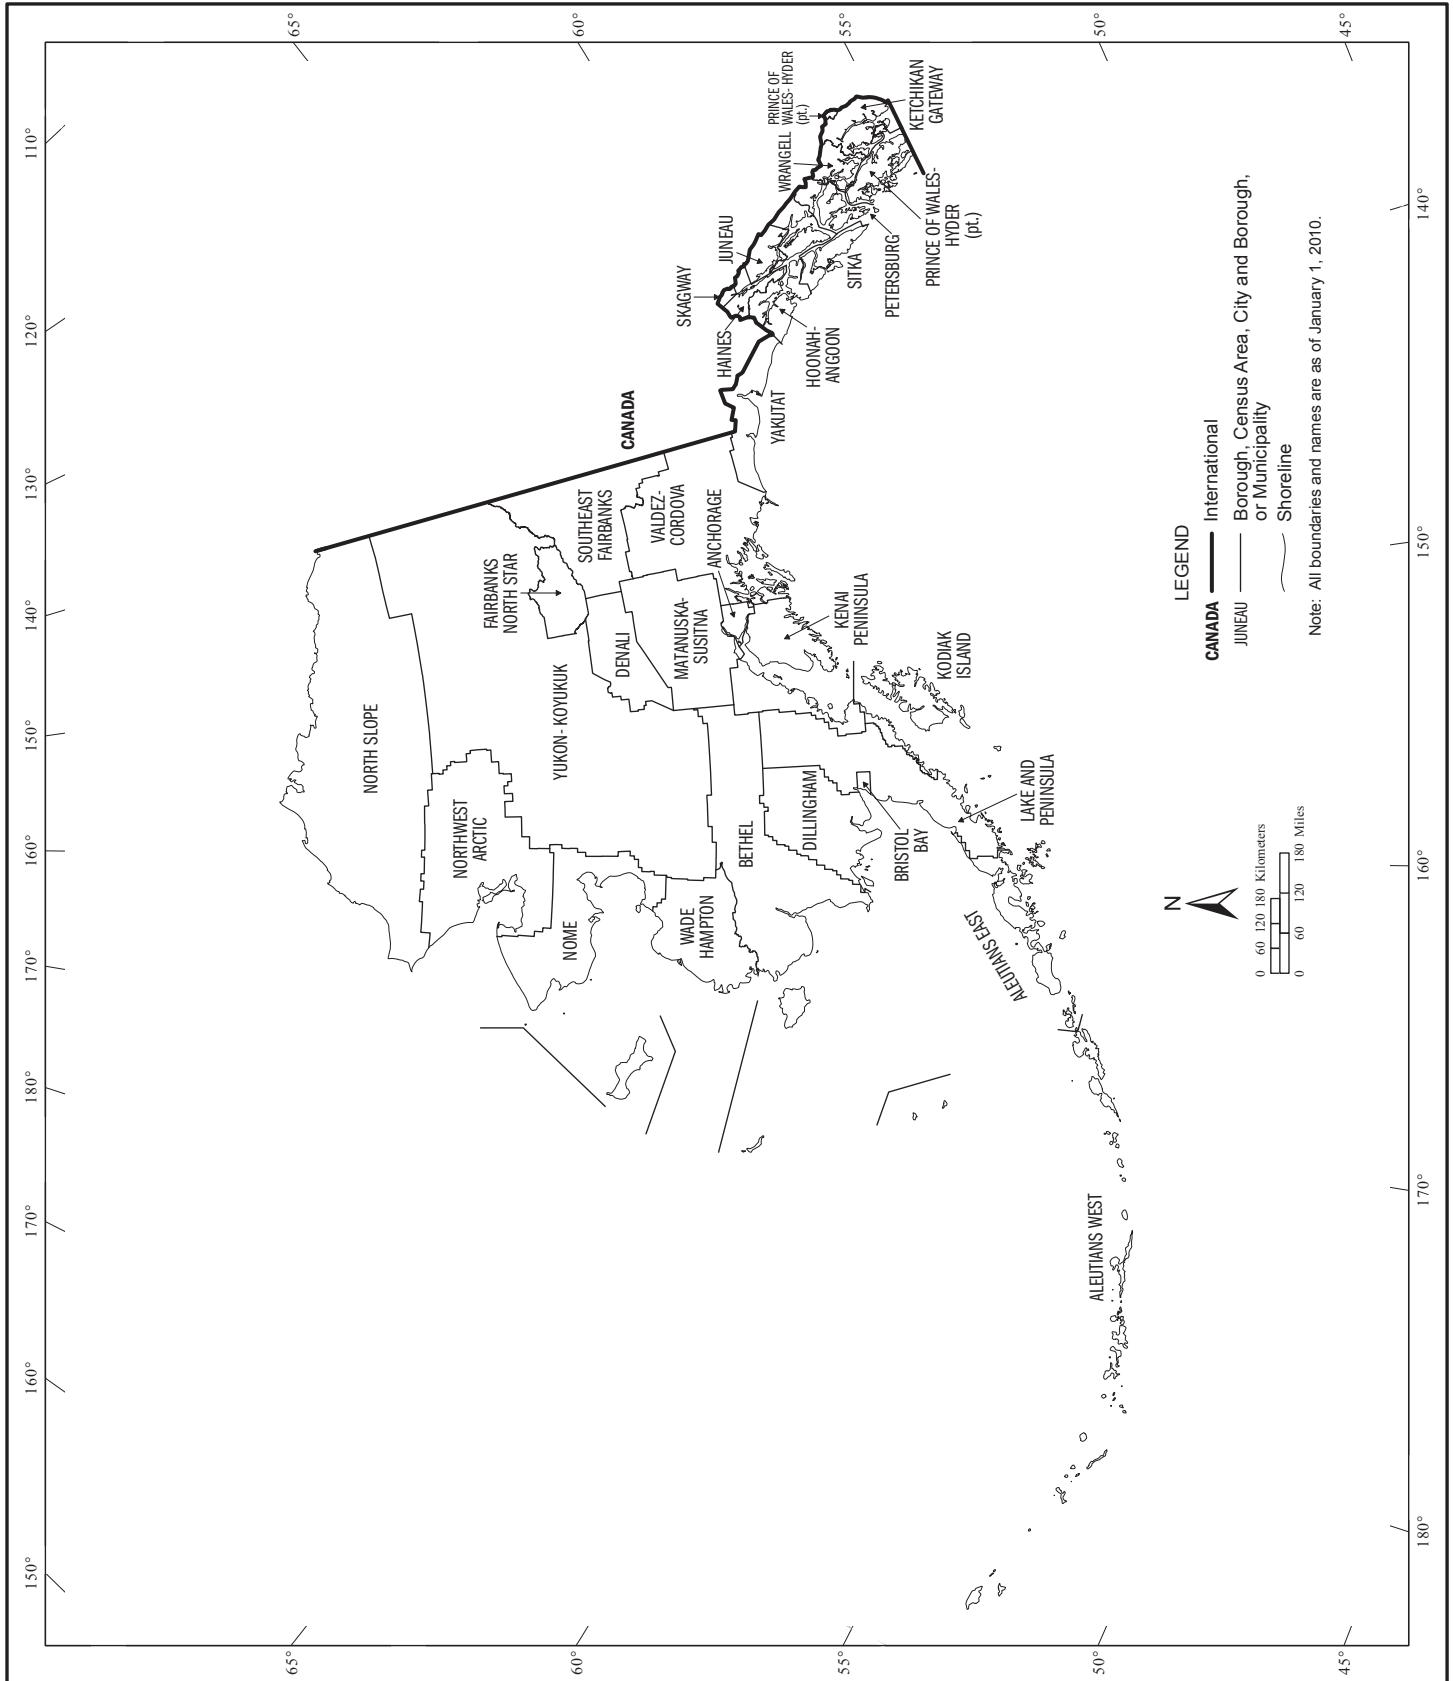 170°
160°
150°
140°
130°
120°
110°
150°
160°
170°
180°
65°
65°
60°
60°
55°
55°
50°
50°
45°
45°
180°
170°
160°
150°
140°
NORTH SLOPE
NORTHWEST
ARCTIC
NOME
YUKON- KOYUKUK
FAIRBANKS
NORTH STAR
SOUTHEAST
FAIRBANKS
CANADA
DENALI
WADE
HAMPTON
BETHEL
MATANUSKA-
SUSITNA
VALDEZ-
CORDOVA
ANCHORAGE
DILLINGHAM
KENAI
PENINSULA
BRISTOL
BAY
KODIAK
ISLAND
LAKE AND
PENINSULA
ALEUTIANS EAST
ALEUTIANS WEST
YAKUTAT
SKAGWAY
HAINES
JUNEAU
HOONAH-
ANGOON
SITKA
WRANGELL
PETERSBURG
PRINCE OF
WALES- HYDER
(pt.)
PRINCE OF WALES-
HYDER
(pt.)
KETCHIKAN
GATEWAY
N
0 60 120 180 Kilometers
0 60 120 180 Miles
LEGEND
CANADA International
JUNEAU Borough, Census Area, City and Borough,
or Municipality
Shoreline
Note: All boundaries and names are as of January 1, 2010.